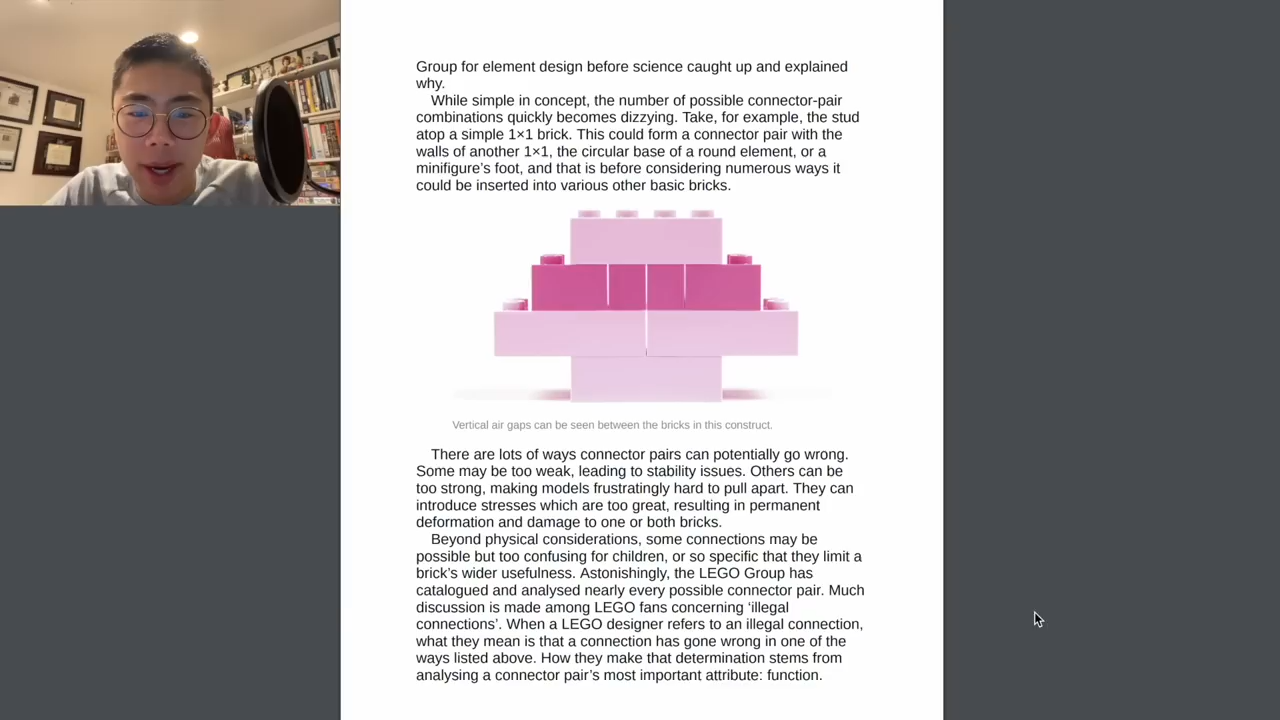 Group for element design before science caught up and explained
why.
While simple in concept, the number of possible connector-pair
combinations quickly becomes dizzying. Take, for example, the stud
atop a simple 1×1 brick. This could form a connector pair with the
walls of another 1×1, the circular base of a round element, or a
minifigure’s foot, and that is before considering numerous ways it
could be inserted into various other basic bricks.
Vertical air gaps can be seen between the bricks in this construct.
There are lots of ways connector pairs can potentially go wrong.
Some may be too weak, leading to stability issues. Others can be
too strong, making models frustratingly hard to pull apart. They can
introduce stresses which are too great, resulting in permanent
deformation and damage to one or both bricks.
Beyond physical considerations, some connections may be
possible but too confusing for children, or so specific that they limit a
brick’s wider usefulness. Astonishingly, the LEGO Group has
catalogued and analysed nearly every possible connector pair. Much
discussion is made among LEGO fans concerning ‘illegal
connections’. When a LEGO designer refers to an illegal connection,
what they mean is that a connection has gone wrong in one of the
ways listed above. How they make that determination stems from
analysing a connector pair’s most important attribute: function.